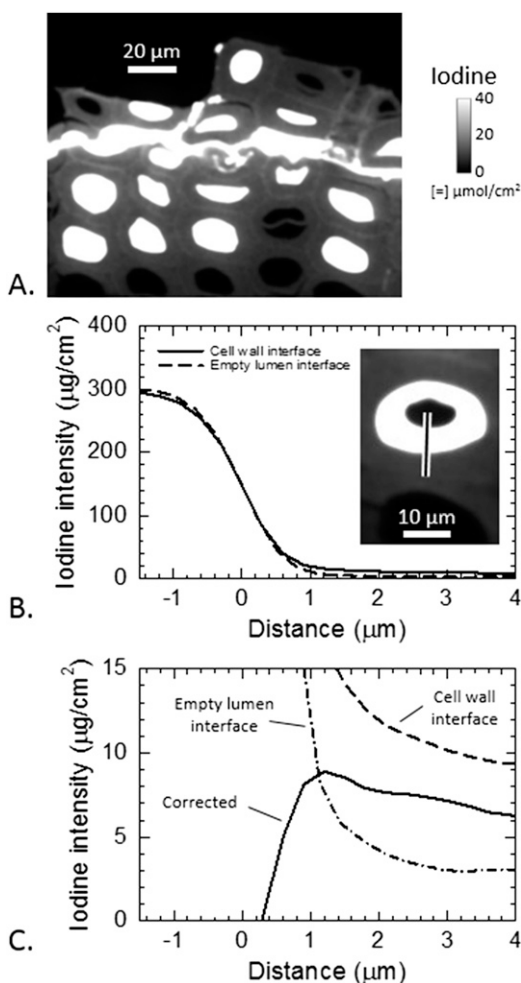 20 µm
Iodine
40
20
0
[=] µmol/cm²
A.
Iodine intensity (µg/cm²)
400
300
200
100
0
Cell wall interface
Empty lumen interface
10 µm
-1 0 1 2 3 4
Distance (µm)
B.
Iodine intensity (µg/cm²)
15
10
5
0
Empty lumen
interface
Cell wall
interface
Corrected
-1 0 1 2 3 4
Distance (µm)
C.